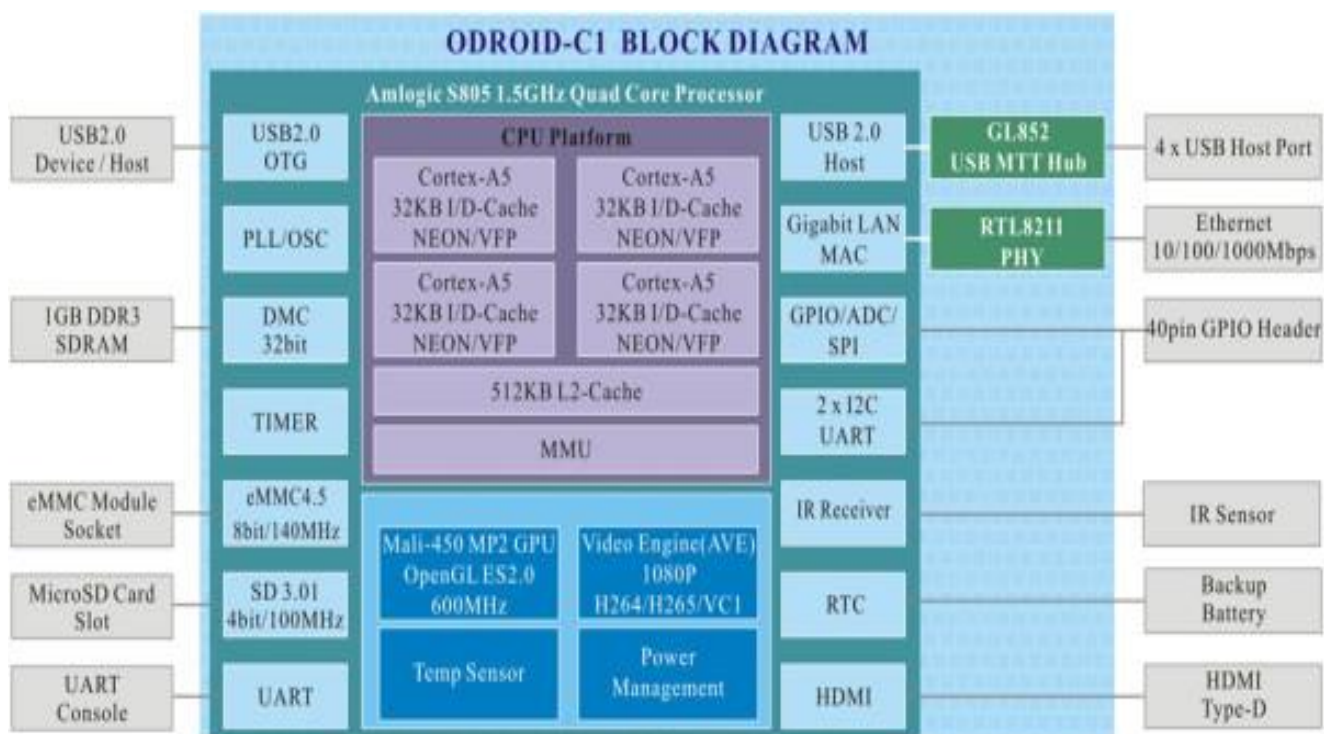 ODROID-C1 BLOCK DIAGRAM
Amlogic S805 1.5GHz Quad Core Processor
USB2.0
Device / Host
1GB DDR3
SDRAM
eMMC Module
Socket
MicroSD Card
Slot
UART
Console
USB2.0
OTG
PLL/OSC
DMC
32bit
TIMER
eMMC4.5
8bit/140MHz
SD 3.01
4bit/100MHz
UART
CPU Platform
Cortex-A5
32KB I/D-Cache
NEON/VFP
Cortex-A5
32KB I/D-Cache
NEON/VFP
Cortex-A5
32KB I/D-Cache
NEON/VFP
Cortex-A5
32KB I/D-Cache
NEON/VFP
512KB L2-Cache
MMU
Mali-450 MP2 GPU
OpenGL ES2.0
600MHz
Video Engine(AVE)
1080P
H264/H265/VC1
Temp Sensor
Power
Management
USB 2.0
Host
Gigabit LAN
MAC
GPIO/ADC/
SPI
2 x I2C
UART
IR Receiver
RTC
HDMI
GL852
USB MTT Hub
RTL8211
PHY
4 x USB Host Port
Ethernet
10/100/1000Mbps
40pin GPIO Header
IR Sensor
Backup
Battery
HDMI
Type-D